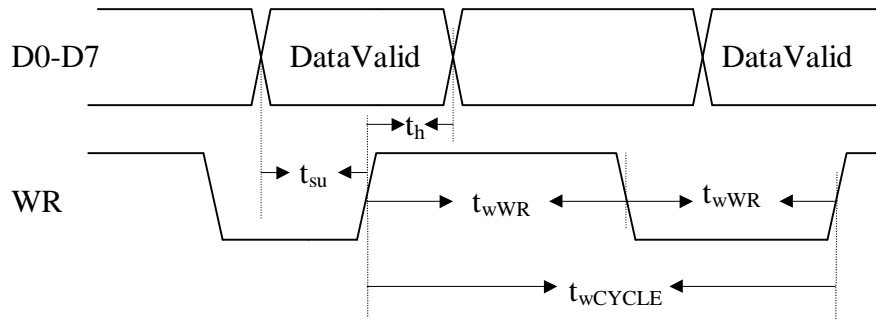 D0-D7 DataValid DataValid
t_h
t_su
WR t_wWR t_wWR
t_wCYCLE